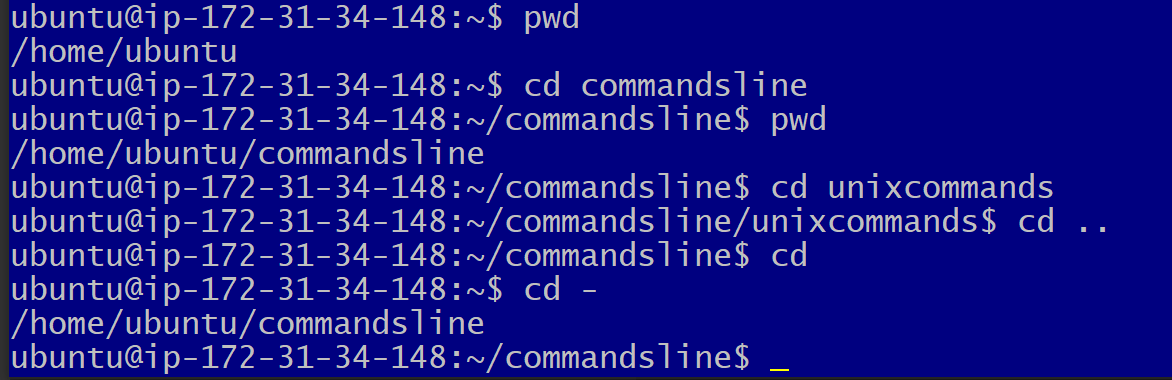 ubuntu@ip-172-31-34-148:~$ pwd
/home/ubuntu
ubuntu@ip-172-31-34-148:~$ cd commandsline
ubuntu@ip-172-31-34-148:~/commandsline$ pwd
/home/ubuntu/commandsline
ubuntu@ip-172-31-34-148:~/commandsline$ cd unixcommands
ubuntu@ip-172-31-34-148:~/commandsline/unixcommands$ cd ..
ubuntu@ip-172-31-34-148:~/commandsline$ cd
ubuntu@ip-172-31-34-148:~$ cd -
/home/ubuntu/commandsline
ubuntu@ip-172-31-34-148:~/commandsline$ _